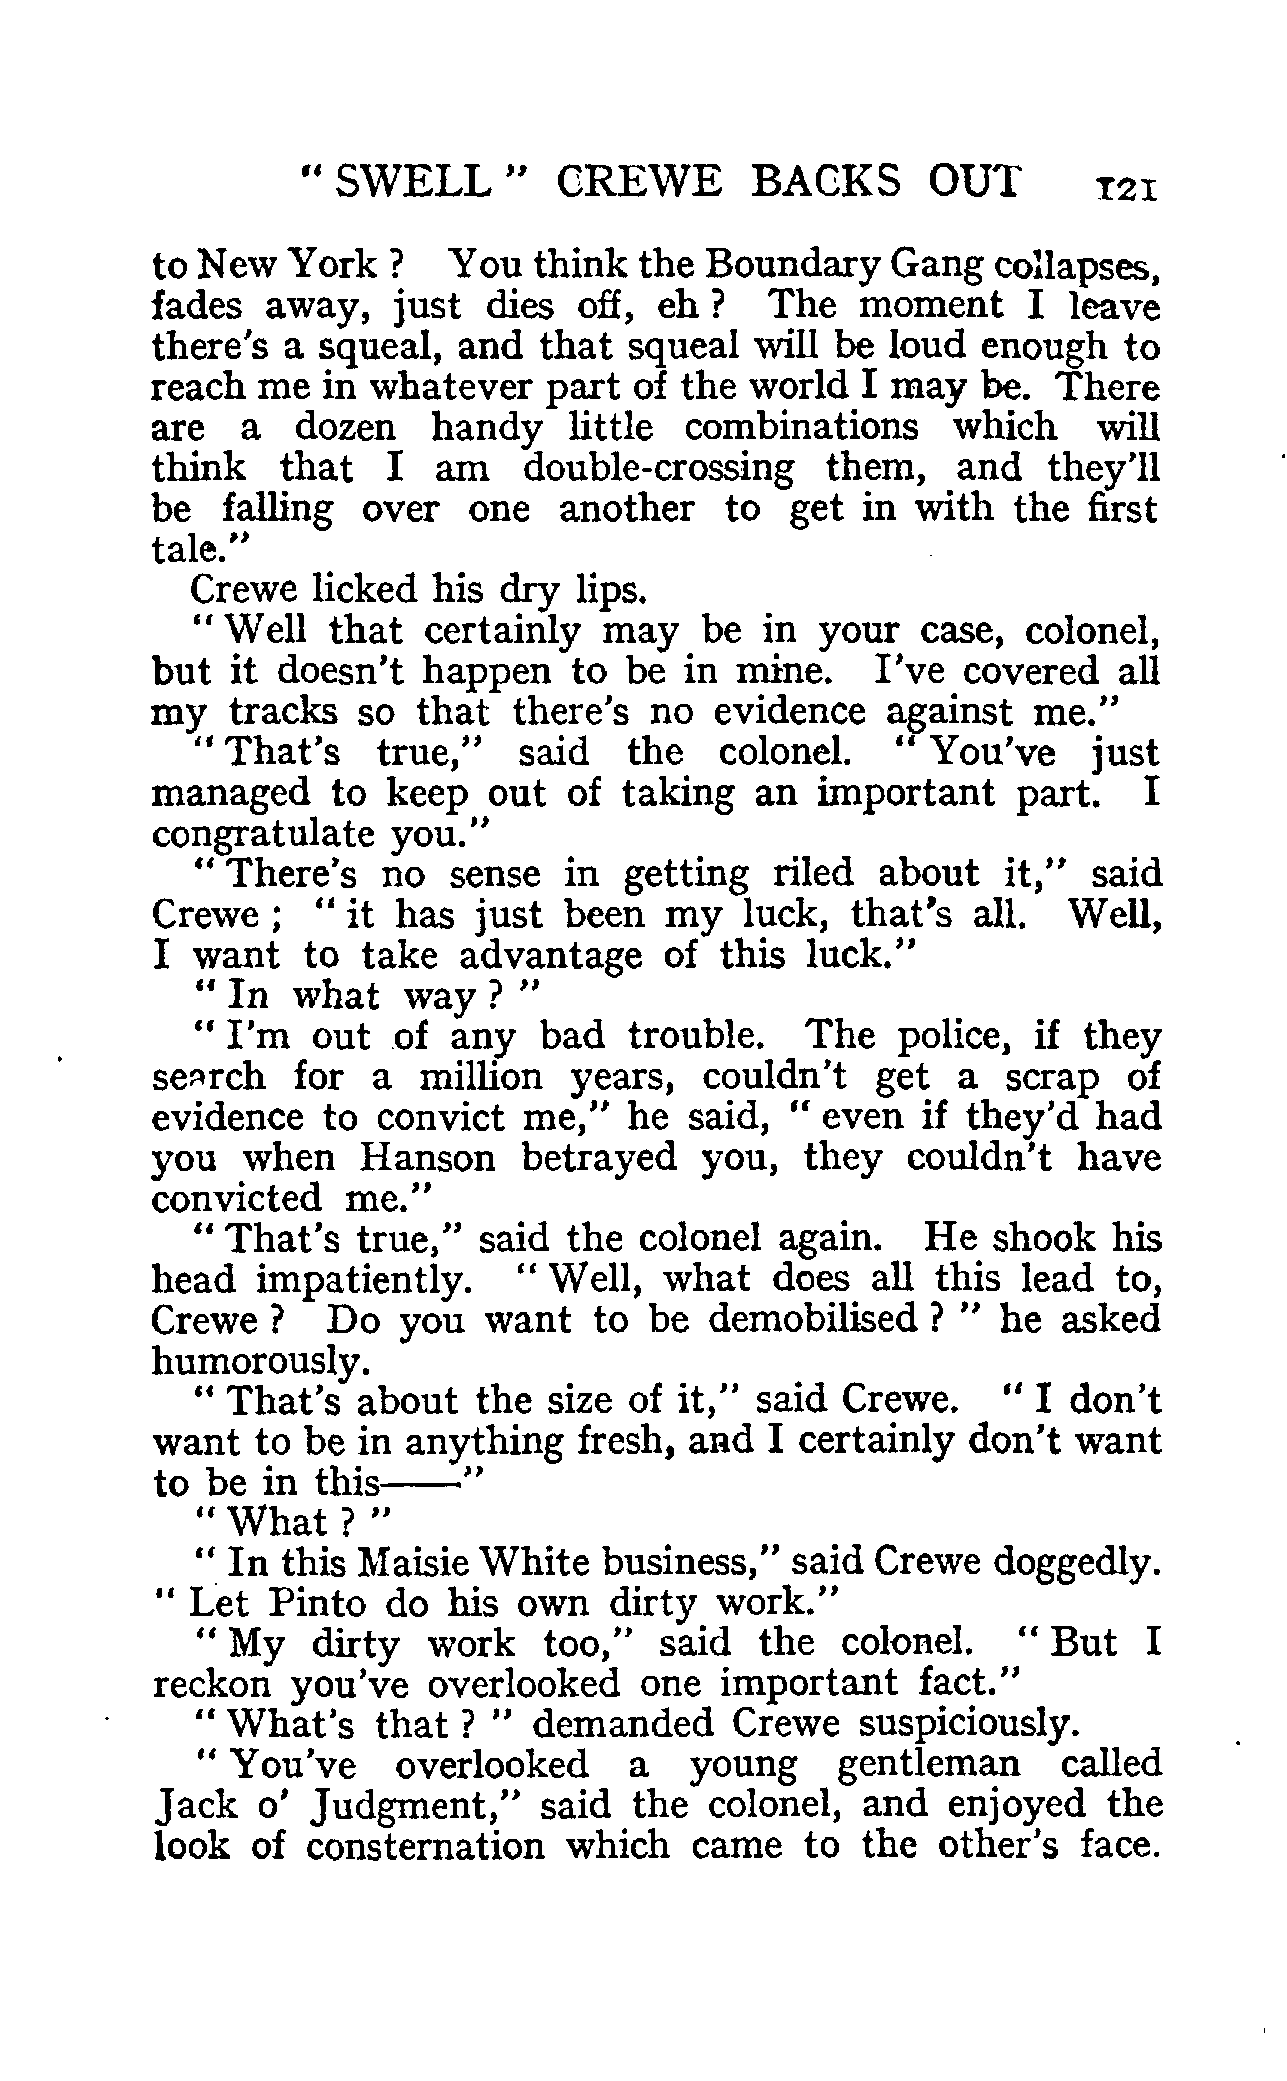 " SWELL " CREWE BACKS OUT 121
to New York ? You think the Boundary Gang collapses,
fades away, just dies off, eh ? The moment I leave
there's a squeal, and that squeal will be loud enough to
reach me in whatever part of the world I may be. There
are a dozen handy little combinations which will
think that I am double-crossing them, and they'll
be falling over one another to get in with the first
tale."
Crewe licked his dry lips.
" Well that certainly may be in your case, colonel,
but it doesn't happen to be in mine. I've covered all
my tracks so that there's no evidence against me."
" That's true," said the colonel. " You've just
managed to keep out of taking an important part. I
congratulate you."
" There's no sense in getting riled about it," said
Crewe ; " it has just been my luck, that's all. Well,
I want to take advantage of this luck."
" In what way ? "
" I'm out of any bad trouble. The police, if they
search for a million years, couldn't get a scrap of
evidence to convict me," he said, " even if they'd had
you when Hanson betrayed you, they couldn't have
convicted me."
" That's true," said the colonel again. He shook his
head impatiently. " Well, what does all this lead to,
Crewe ? Do you want to be demobilised ? " he asked
humorously.
" That's about the size of it," said Crewe. " I don't
want to be in anything fresh, and I certainly don't want
to be in this——"
" What ? "
" In this Maisie White business," said Crewe doggedly.
" Let Pinto do his own dirty work."
" My dirty work too," said the colonel. " But I
reckon you've overlooked one important fact."
" What's that ? " demanded Crewe suspiciously.
" You've overlooked a young gentleman called
Jack o' Judgment," said the colonel, and enjoyed the
look of consternation which came to the other's face.